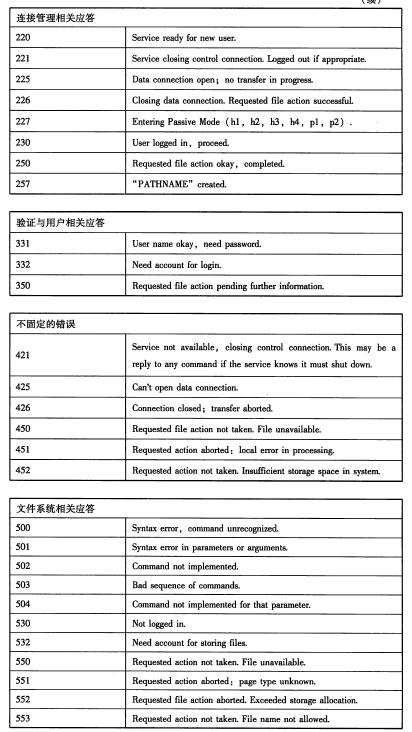 （续）
连接管理相关应答
220 Service ready for new user.
221 Service closing control connection. Logged out if appropriate.
225 Data connection open；no transfer in progress.
226 Closing data connection. Requested file action successful.
227 Entering Passive Mode（h1，h2，h3，h4，p1，p2）.
230 User logged in，proceed.
250 Requested file action okay，completed.
257 “PATHNAME” created.
验证与用户相关应答
331 User name okay，need password.
332 Need account for login.
350 Requested file action pending further information.
不固定的错误
421 Service not available，closing control connection. This may be a
reply to any command if the service knows it must shut down.
425 Can't open data connection.
426 Connection closed；transfer aborted.
450 Requested file action not taken. File unavailable.
451 Requested action aborted：local error in processing.
452 Requested action not taken. Insufficient storage space in system.
文件系统相关应答
500 Syntax error，command unrecognized.
501 Syntax error in parameters or arguments.
502 Command not implemented.
503 Bad sequence of commands.
504 Command not implemented for that parameter.
530 Not logged in.
532 Need account for storing files.
550 Requested action not taken. File unavailable.
551 Requested action aborted：page type unknown.
552 Requested file action aborted. Exceeded storage allocation.
553 Requested action not taken. File name not allowed.